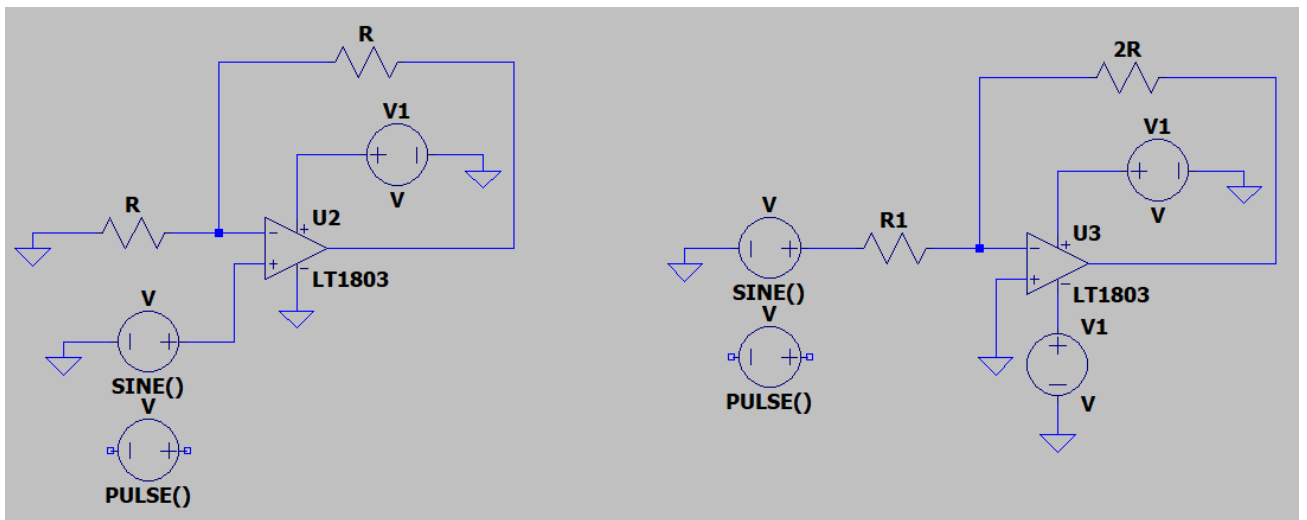 R
V1
V
R
U2
LT1803
V
SINE()
V
PULSE()
2R
V1
V
V
R1
U3
SINE()
LT1803
V
V1
PULSE()
V